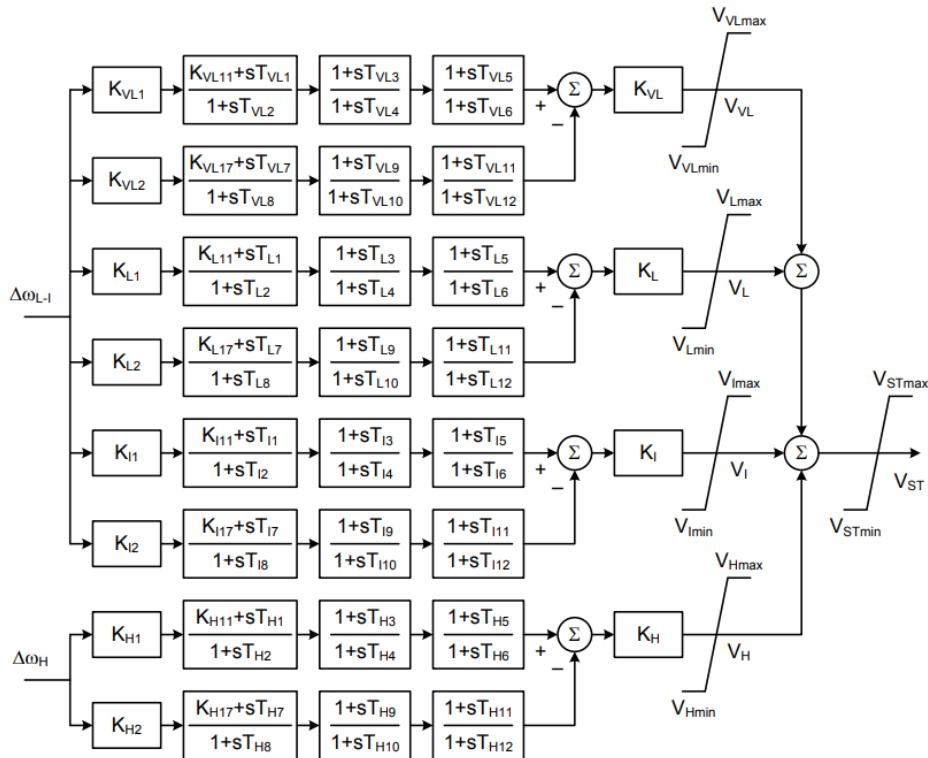 V_VLmax
K_VL1
K_VL11+sT_VL1
1+sT_VL2
1+sT_VL3
1+sT_VL4
1+sT_VL5
1+sT_VL6
+
−
Σ
K_VL
V_VL
V_VLmin
K_VL2
K_VL17+sT_VL7
1+sT_VL8
1+sT_VL9
1+sT_VL10
1+sT_VL11
1+sT_VL12
V_Lmax
K_L1
K_L11+sT_L1
1+sT_L2
1+sT_L3
1+sT_L4
1+sT_L5
1+sT_L6
+
−
Σ
K_L
V_L
Σ
V_Lmin
Δω_L-I
K_L2
K_L17+sT_L7
1+sT_L8
1+sT_L9
1+sT_L10
1+sT_L11
1+sT_L12
V_Imax
V_STmax
K_I1
K_I11+sT_I1
1+sT_I2
1+sT_I3
1+sT_I4
1+sT_I5
1+sT_I6
+
−
Σ
K_I
V_I
Σ
V_ST
V_Imin
V_STmin
K_I2
K_I17+sT_I7
1+sT_I8
1+sT_I9
1+sT_I10
1+sT_I11
1+sT_I12
V_Hmax
K_H1
K_H11+sT_H1
1+sT_H2
1+sT_H3
1+sT_H4
1+sT_H5
1+sT_H6
+
−
Σ
K_H
V_H
V_Hmin
Δω_H
K_H2
K_H17+sT_H7
1+sT_H8
1+sT_H9
1+sT_H10
1+sT_H11
1+sT_H12